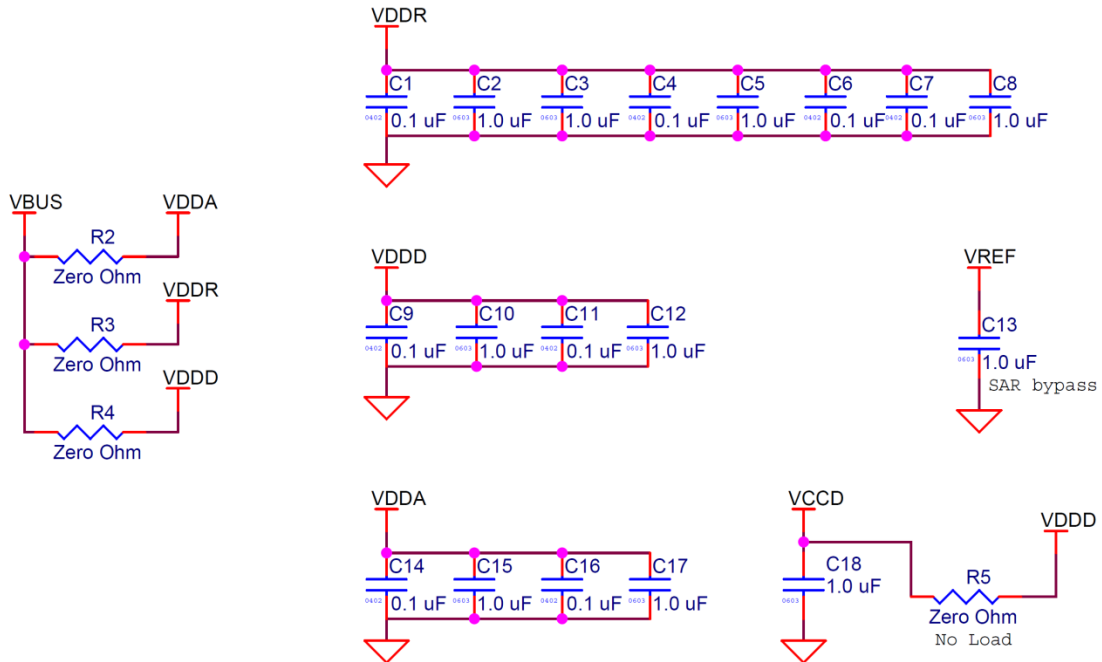 VDDR
C1 C2 C3 C4 C5 C6 C7 C8
0402 0.1 uF 0603 1.0 uF 0603 1.0 uF 0402 0.1 uF 0603 1.0 uF 0402 0.1 uF 0402 0.1 uF 0603 1.0 uF
VBUS VDDA
R2
Zero Ohm
VDDR
R3
Zero Ohm
VDDD
R4
Zero Ohm
VDDD
C9 C10 C11 C12
0402 0.1 uF 0603 1.0 uF 0402 0.1 uF 0603 1.0 uF
VREF
C13
0603 1.0 uF
SAR bypass
VDDA
C14 C15 C16 C17
0402 0.1 uF 0603 1.0 uF 0402 0.1 uF 0603 1.0 uF
VCCD
VDDD
C18
1.0 uF
0603
R5
Zero Ohm
No Load